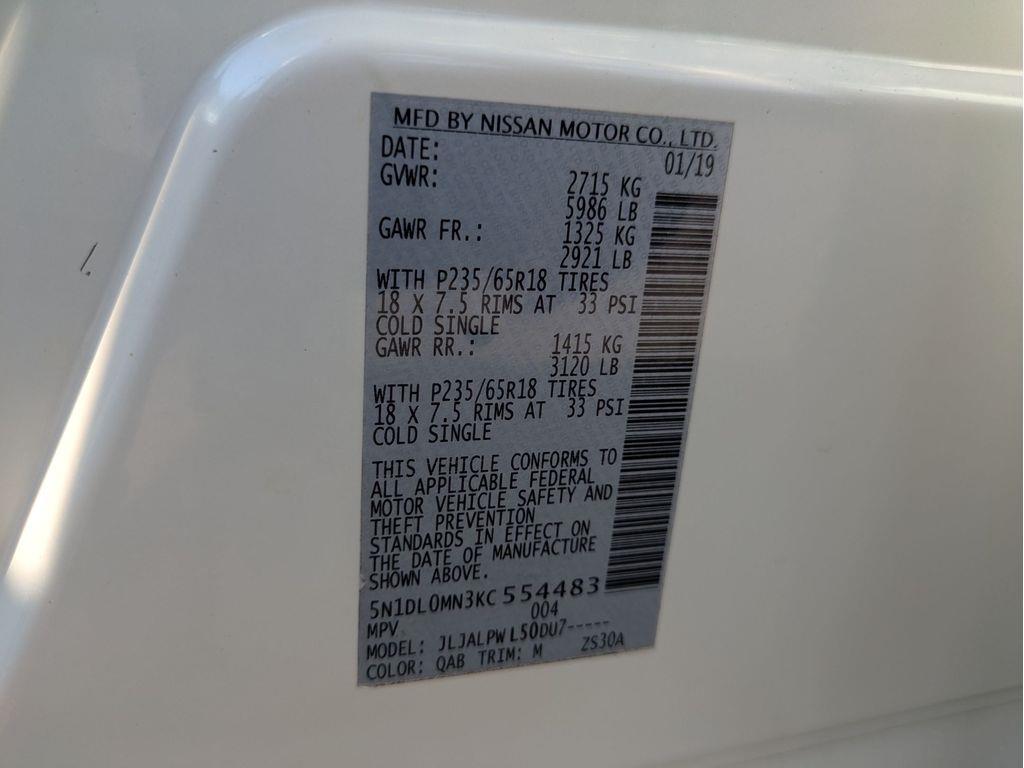 MFD BY NISSAN MOTOR CO., LTD.
DATE: 01/19
GVWR: 2715 KG
5986 LB
GAWR FR.: 1325 KG
2921 LB
WITH P235/65R18 TIRES
18 X 7.5 RIMS AT 33 PSI
COLD SINGLE
GAWR RR.: 1415 KG
3120 LB
WITH P235/65R18 TIRES
18 X 7.5 RIMS AT 33 PSI
COLD SINGLE
THIS VEHICLE CONFORMS TO
ALL APPLICABLE FEDERAL
MOTOR VEHICLE SAFETY AND
THEFT PREVENTION
STANDARDS IN EFFECT ON
THE DATE OF MANUFACTURE
SHOWN ABOVE.
5N1DL0MN3KC 554483
MPV 004
MODEL: JLJALPWL50DU7-----
COLOR: QAB TRIM: M ZS30A